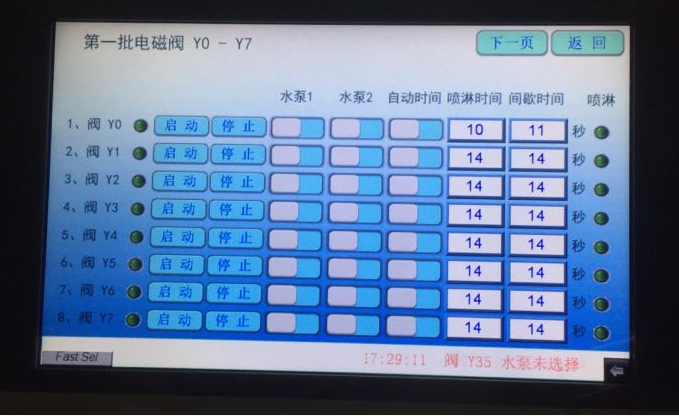 第一批电磁阀 Y0 - Y7 下一页 返 回
水泵1 水泵2 自动时间 喷淋时间 间歇时间 喷淋
1、阀 Y0 启 动 停 止 10 11 秒
2、阀 Y1 启 动 停 止 14 14 秒
3、阀 Y2 启 动 停 止 14 14 秒
4、阀 Y3 启 动 停 止 14 14 秒
5、阀 Y4 启 动 停 止 14 14 秒
6、阀 Y5 启 动 停 止 14 14 秒
7、阀 Y6 启 动 停 止 14 14 秒
8、阀 Y7 启 动 停 止 14 14 秒
Fast Sel 17:29:11 阀 Y35 水泵未选择